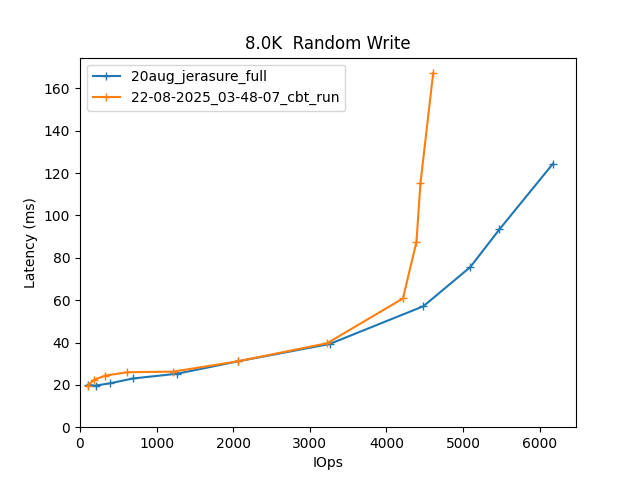 8.0K  Random Write
20aug_jerasure_full
22-08-2025_03-48-07_cbt_run
Latency (ms)
160
140
120
100
80
60
40
20
0
0 1000 2000 3000 4000 5000 6000
IOps